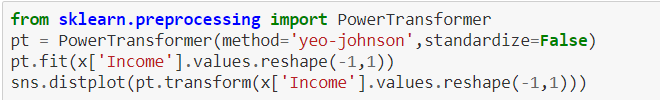 from sklearn.preprocessing import PowerTransformer
pt = PowerTransformer(method='yeo-johnson',standardize=False)
pt.fit(x['Income'].values.reshape(-1,1))
sns.distplot(pt.transform(x['Income'].values.reshape(-1,1)))